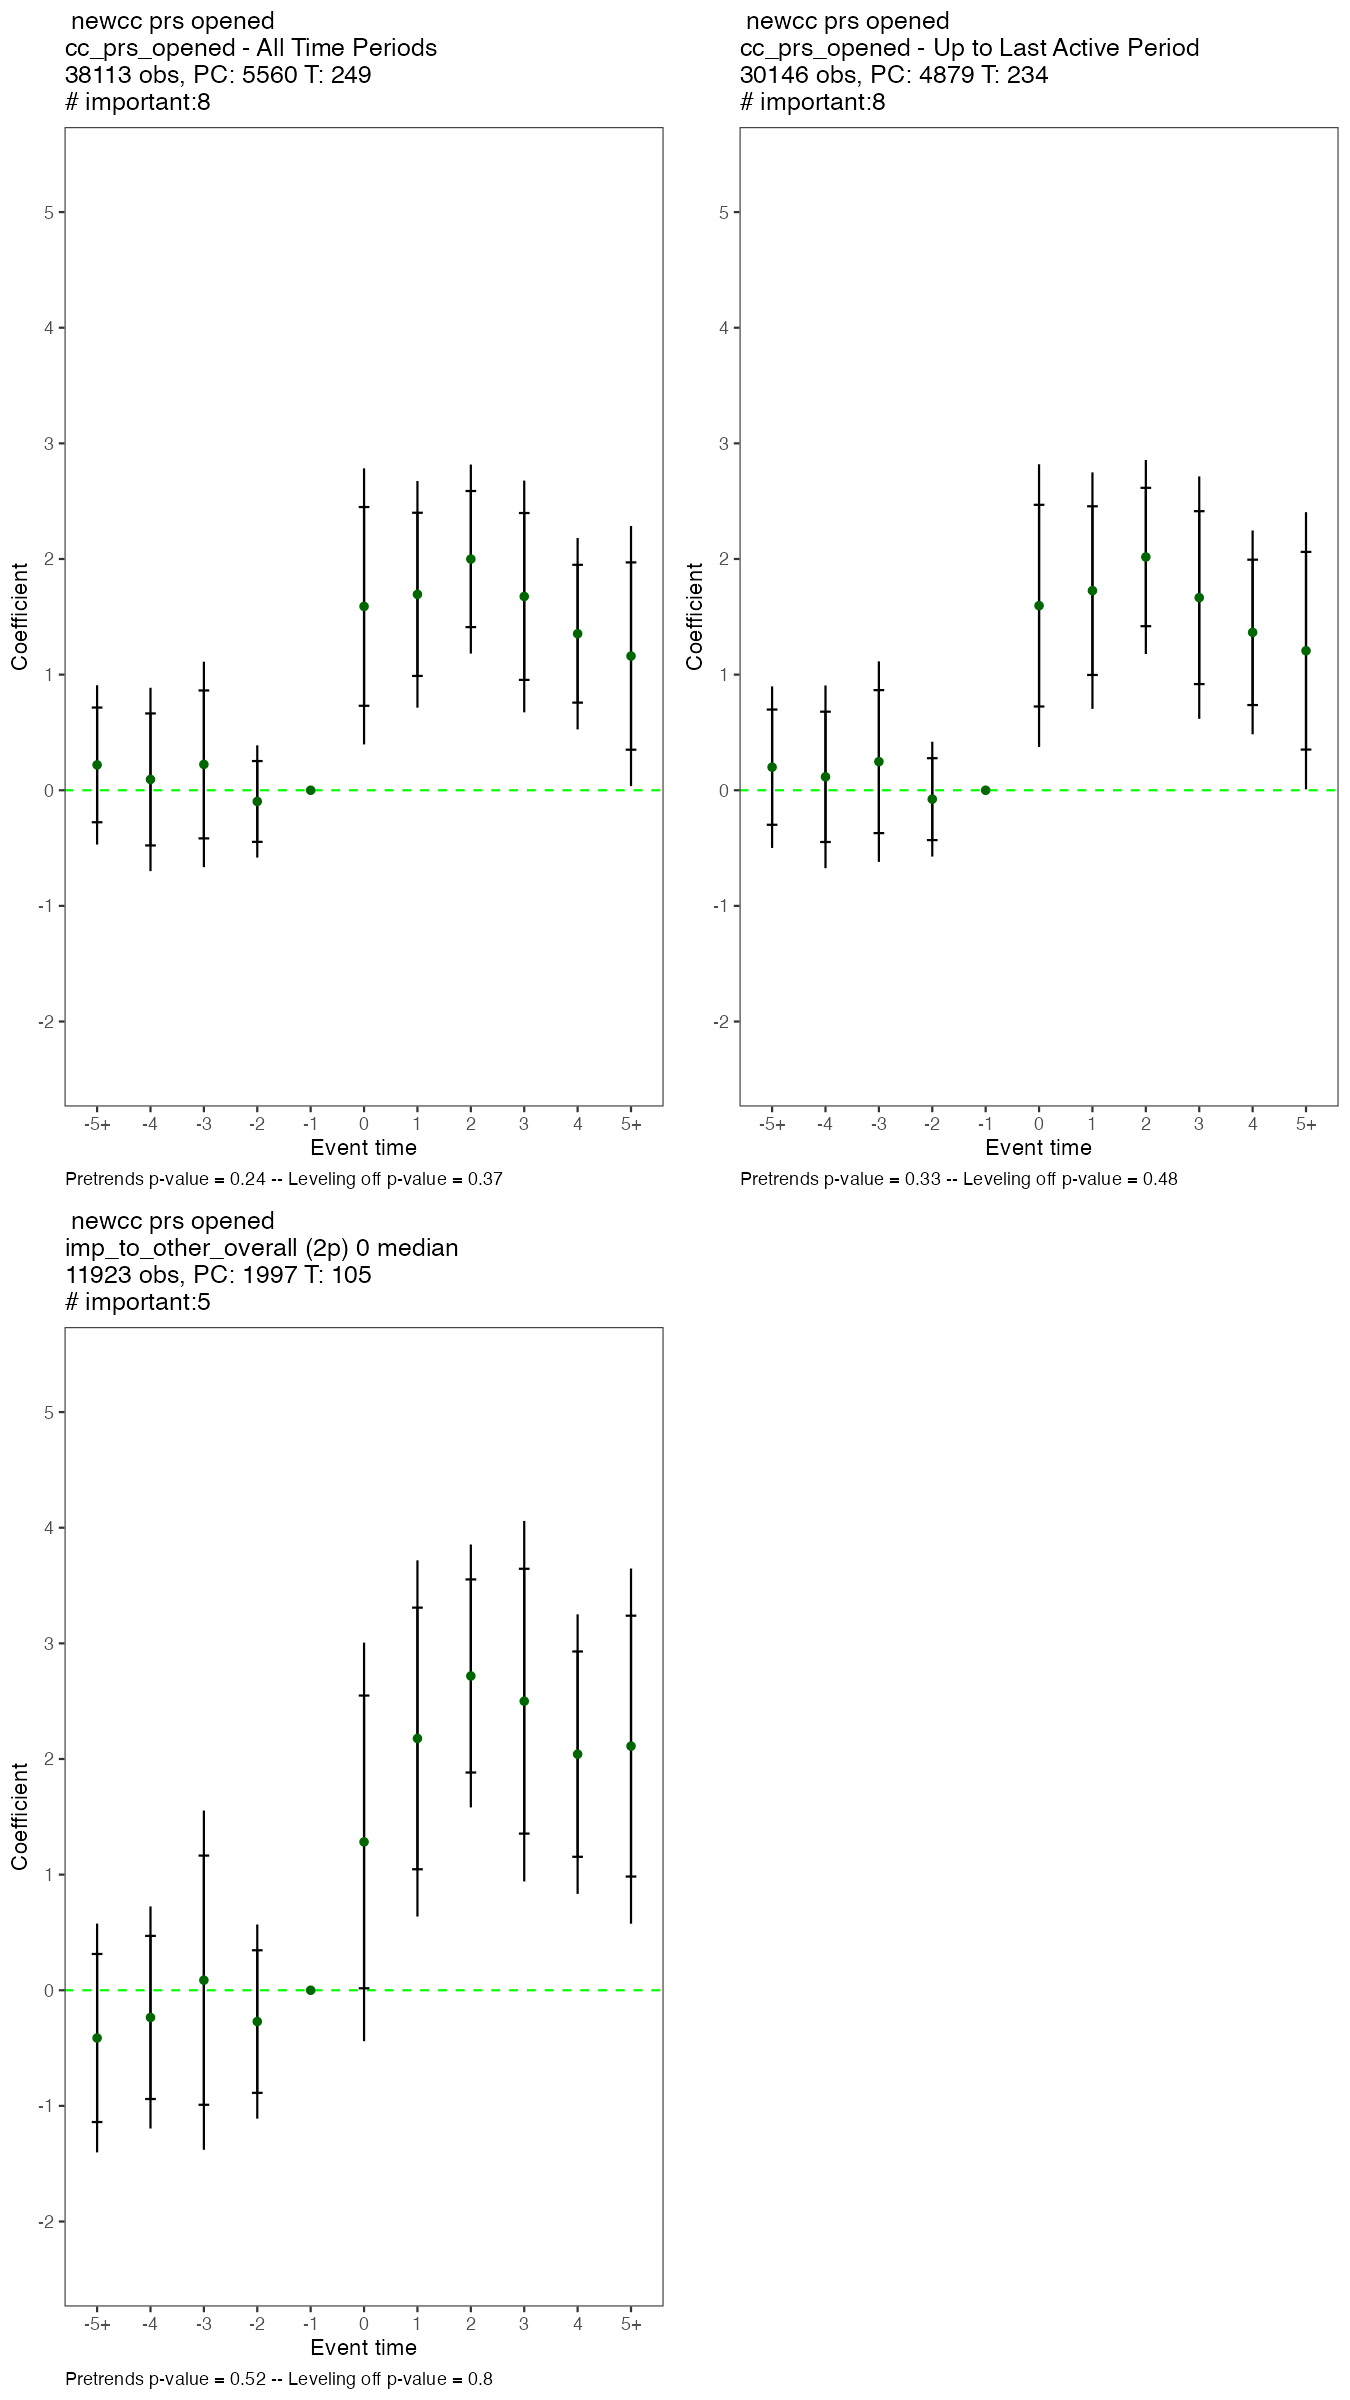 newcc prs opened
cc_prs_opened - All Time Periods
38113 obs, PC: 5560 T: 249
# important:8
5
4
3
2
1
0
-1
-2
Coefficient
-5+ -4 -3 -2 -1 0 1 2 3 4 5+
Event time
Pretrends p-value = 0.24 -- Leveling off p-value = 0.37
newcc prs opened
cc_prs_opened - Up to Last Active Period
30146 obs, PC: 4879 T: 234
# important:8
5
4
3
2
1
0
-1
-2
Coefficient
-5+ -4 -3 -2 -1 0 1 2 3 4 5+
Event time
Pretrends p-value = 0.33 -- Leveling off p-value = 0.48
newcc prs opened
imp_to_other_overall (2p) 0 median
11923 obs, PC: 1997 T: 105
# important:5
5
4
3
2
1
0
-1
-2
Coefficient
-5+ -4 -3 -2 -1 0 1 2 3 4 5+
Event time
Pretrends p-value = 0.52 -- Leveling off p-value = 0.8